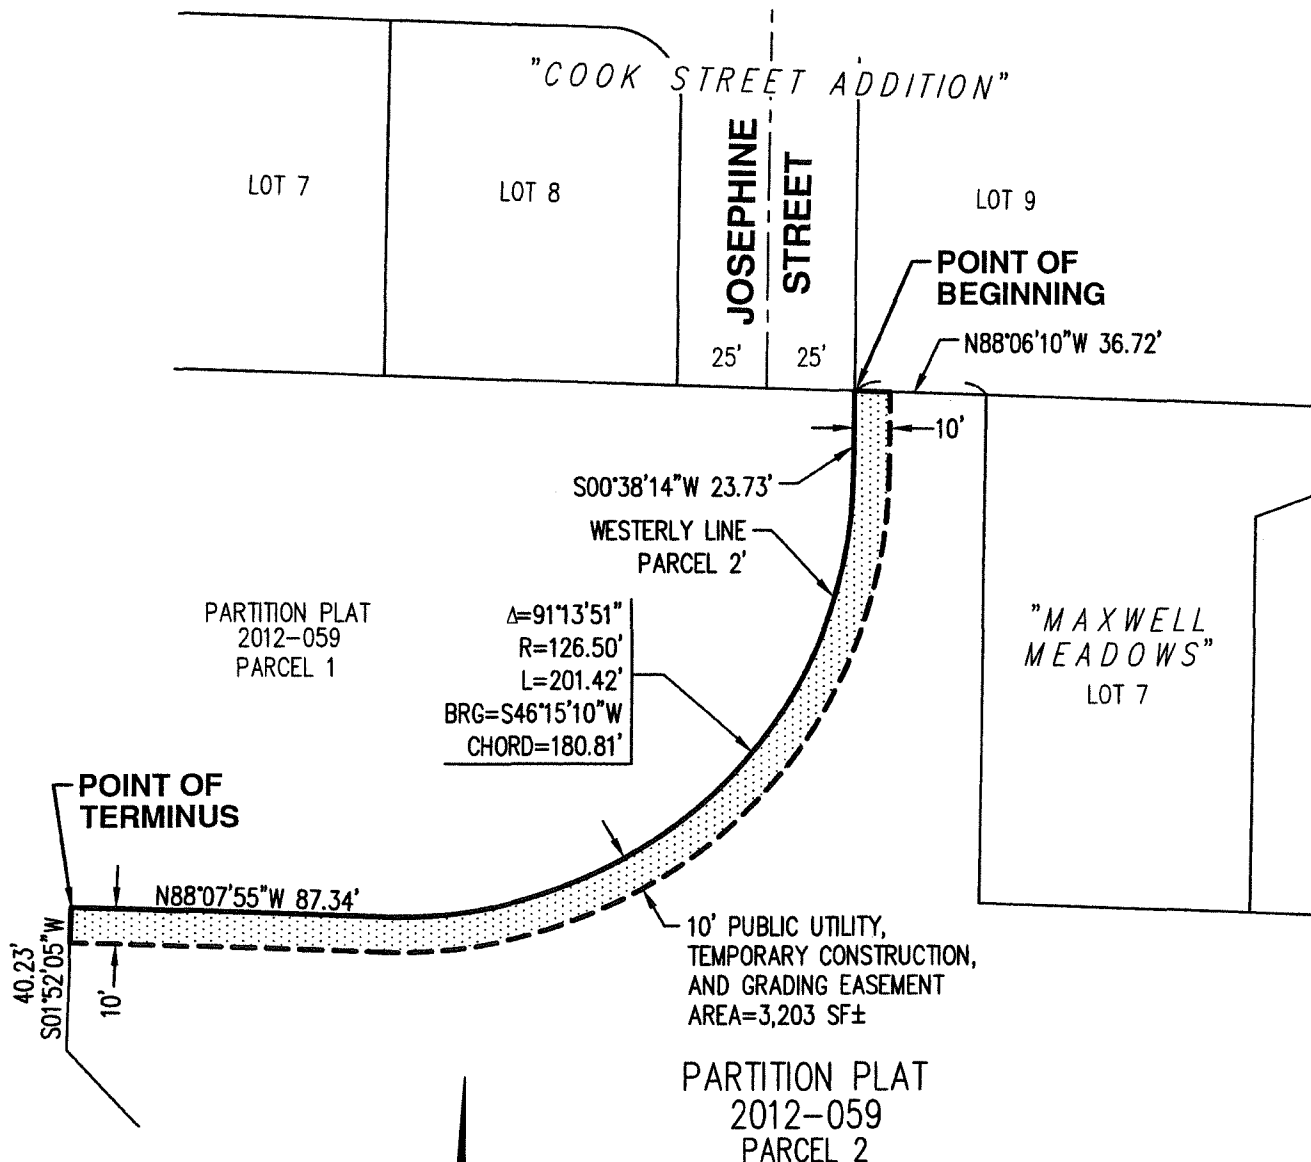 "COOK STREET ADDITION"
JOSEPHINE
STREET
LOT 7
LOT 8
LOT 9
POINT OF
BEGINNING
N88°06'10"W 36.72'
25'
25'
10'
S00°38'14"W 23.73'
WESTERLY LINE
PARCEL 2'
PARTITION PLAT
2012-059
PARCEL 1
Δ=91°13'51"
R=126.50'
L=201.42'
BRG=S46°15'10"W
CHORD=180.81'
"MAXWELL
MEADOWS"
LOT 7
POINT OF
TERMINUS
N88°07'55"W 87.34'
40.23'
S01°52'05"W
10'
10' PUBLIC UTILITY,
TEMPORARY CONSTRUCTION,
AND GRADING EASEMENT
AREA=3,203 SF±
PARTITION PLAT
2012-059
PARCEL 2